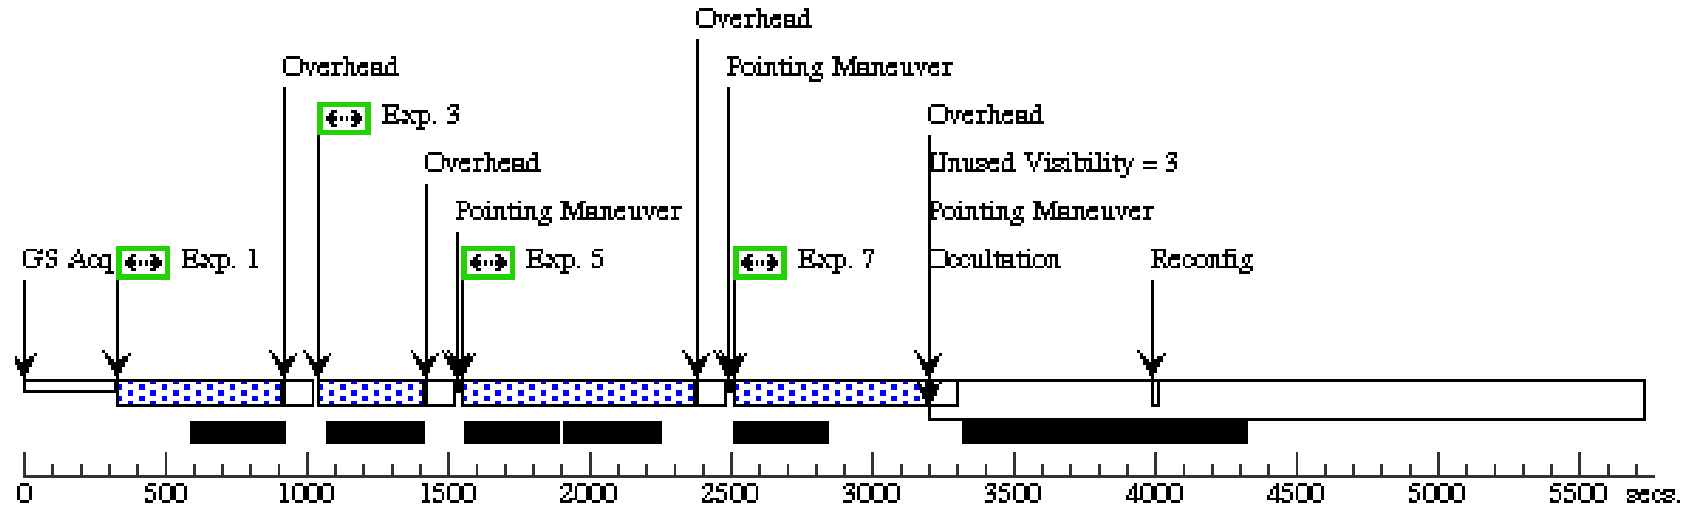 Overhead
Overhead
Pointing Maneuver
Exp. 3
Overhead
Overhead
Unused Visibility = 3
Pointing Maneuver
Pointing Maneuver
GS Acq
Exp. 1
Exp. 5
Exp. 7
Occultation
Reconfig
0 500 1000 1500 2000 2500 3000 3500 4000 4500 5000 5500 secs.